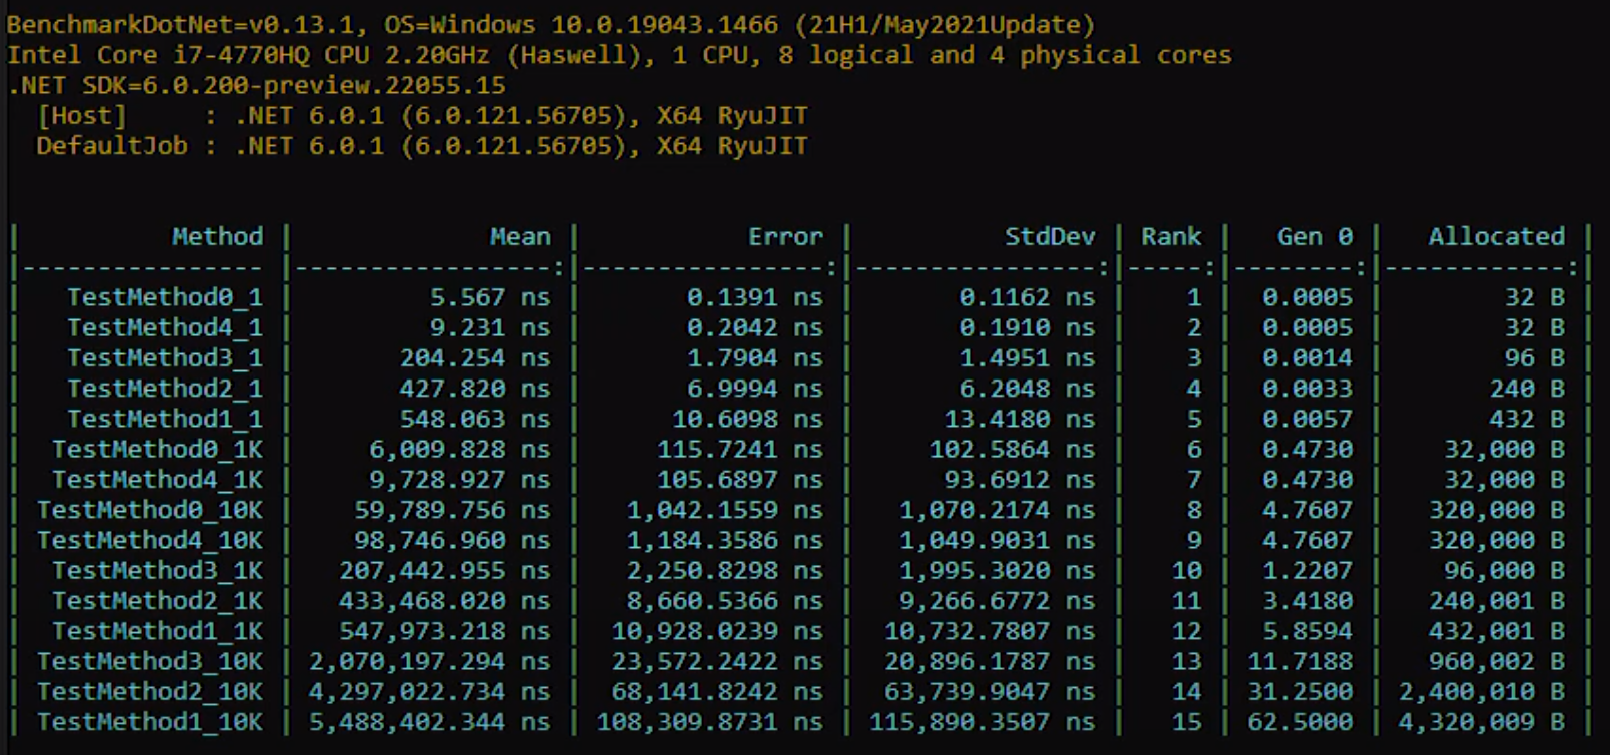 BenchmarkDotNet=v0.13.1, OS=Windows 10.0.19043.1466 (21H1/May2021Update)
Intel Core i7-4770HQ CPU 2.20GHz (Haswell), 1 CPU, 8 logical and 4 physical cores
.NET SDK=6.0.200-preview.22055.15
  [Host]     : .NET 6.0.1 (6.0.121.56705), X64 RyuJIT
  DefaultJob : .NET 6.0.1 (6.0.121.56705), X64 RyuJIT
|          Method |             Mean |            Error |           StdDev | Rank |   Gen 0 |   Allocated |
|---------------- |-----------------:|----------------:|----------------:|-----:|--------:|------------:|
|   TestMethod0_1 |         5.567 ns |        0.1391 ns |        0.1162 ns |    1 |  0.0005 |        32 B |
|   TestMethod4_1 |         9.231 ns |        0.2042 ns |        0.1910 ns |    2 |  0.0005 |        32 B |
|   TestMethod3_1 |       204.254 ns |        1.7904 ns |        1.4951 ns |    3 |  0.0014 |        96 B |
|   TestMethod2_1 |       427.820 ns |        6.9994 ns |        6.2048 ns |    4 |  0.0033 |       240 B |
|   TestMethod1_1 |       548.063 ns |       10.6098 ns |       13.4180 ns |    5 |  0.0057 |       432 B |
|  TestMethod0_1K |     6,009.828 ns |      115.7241 ns |      102.5864 ns |    6 |  0.4730 |    32,000 B |
|  TestMethod4_1K |     9,728.927 ns |      105.6897 ns |       93.6912 ns |    7 |  0.4730 |    32,000 B |
| TestMethod0_10K |    59,789.756 ns |    1,042.1559 ns |    1,070.2174 ns |    8 |  4.7607 |   320,000 B |
| TestMethod4_10K |    98,746.960 ns |    1,184.3586 ns |    1,049.9031 ns |    9 |  4.7607 |   320,000 B |
|  TestMethod3_1K |   207,442.955 ns |    2,250.8298 ns |    1,995.3020 ns |   10 |  1.2207 |    96,000 B |
|  TestMethod2_1K |   433,468.020 ns |    8,660.5366 ns |    9,266.6772 ns |   11 |  3.4180 |   240,001 B |
|  TestMethod1_1K |   547,973.218 ns |   10,928.0239 ns |   10,732.7807 ns |   12 |  5.8594 |   432,001 B |
| TestMethod3_10K | 2,070,197.294 ns |   23,572.2422 ns |   20,896.1787 ns |   13 | 11.7188 |   960,002 B |
| TestMethod2_10K | 4,297,022.734 ns |   68,141.8242 ns |   63,739.9047 ns |   14 | 31.2500 | 2,400,010 B |
| TestMethod1_10K | 5,488,402.344 ns |  108,309.8731 ns |  115,890.3507 ns |   15 | 62.5000 | 4,320,009 B |